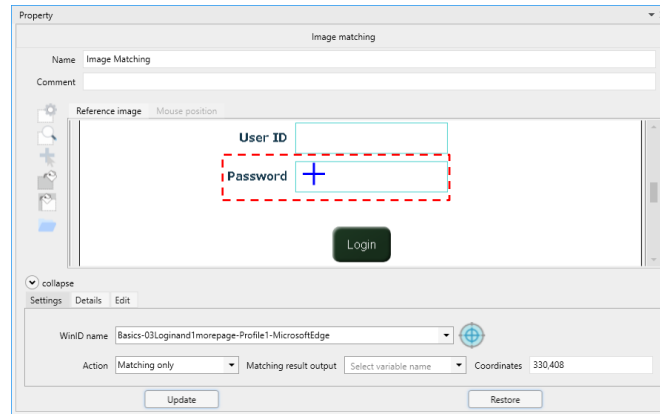 Property
Image matching
Name Image Matching
Comment
Reference image Mouse position
User ID
Password
Login
collapse
Settings Details Edit
WinID name Basics-03Loginand1morepage-Profile1-MicrosoftEdge
Action Matching only Matching result output Select variable name Coordinates 330,408
Update Restore